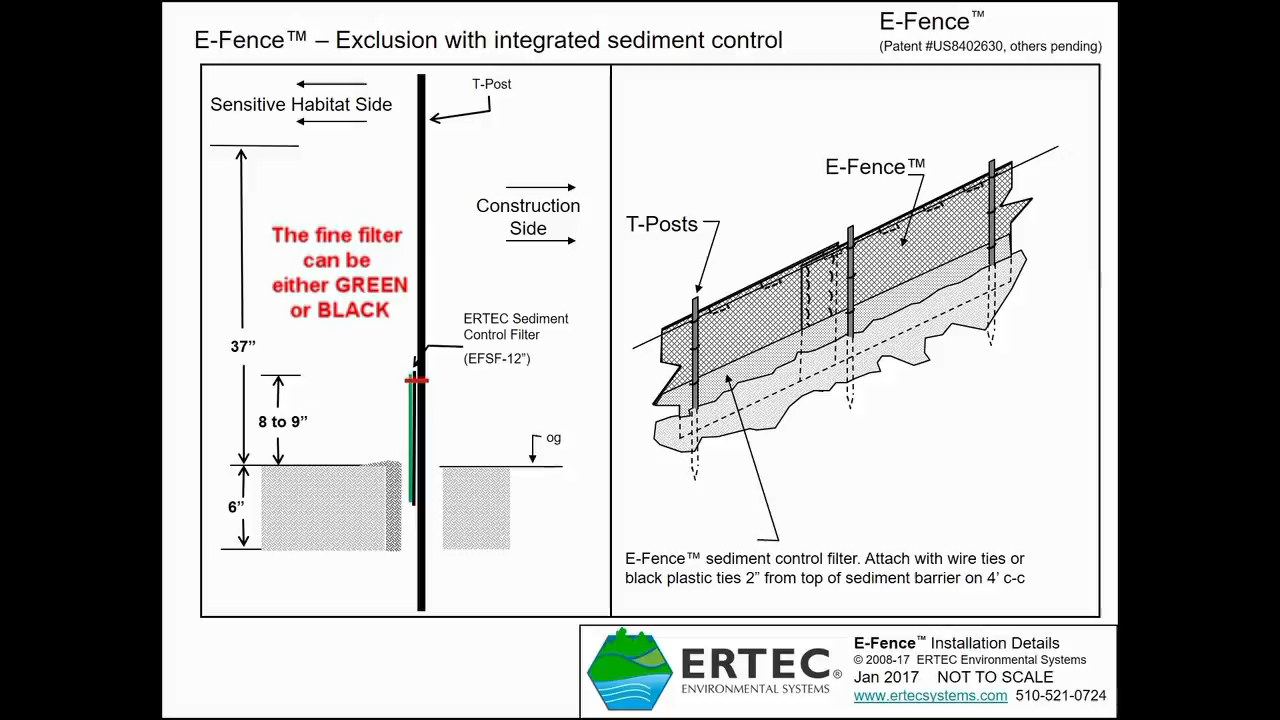 E-Fence™ – Exclusion with integrated sediment control
E-Fence™
(Patent #US8402630, others pending)
T-Post
Sensitive Habitat Side
Construction
Side
The fine filter
can be
either GREEN
or BLACK
ERTEC Sediment
Control Filter
(EFSF-12”)
37”
8 to 9”
og
6”
E-Fence™
T-Posts
E-Fence™ sediment control filter. Attach with wire ties or
black plastic ties 2” from top of sediment barrier on 4’ c-c
ERTEC®
ENVIRONMENTAL SYSTEMS
E-Fence™ Installation Details
© 2008-17 ERTEC Environmental Systems
Jan 2017 NOT TO SCALE
www.ertecsystems.com 510-521-0724